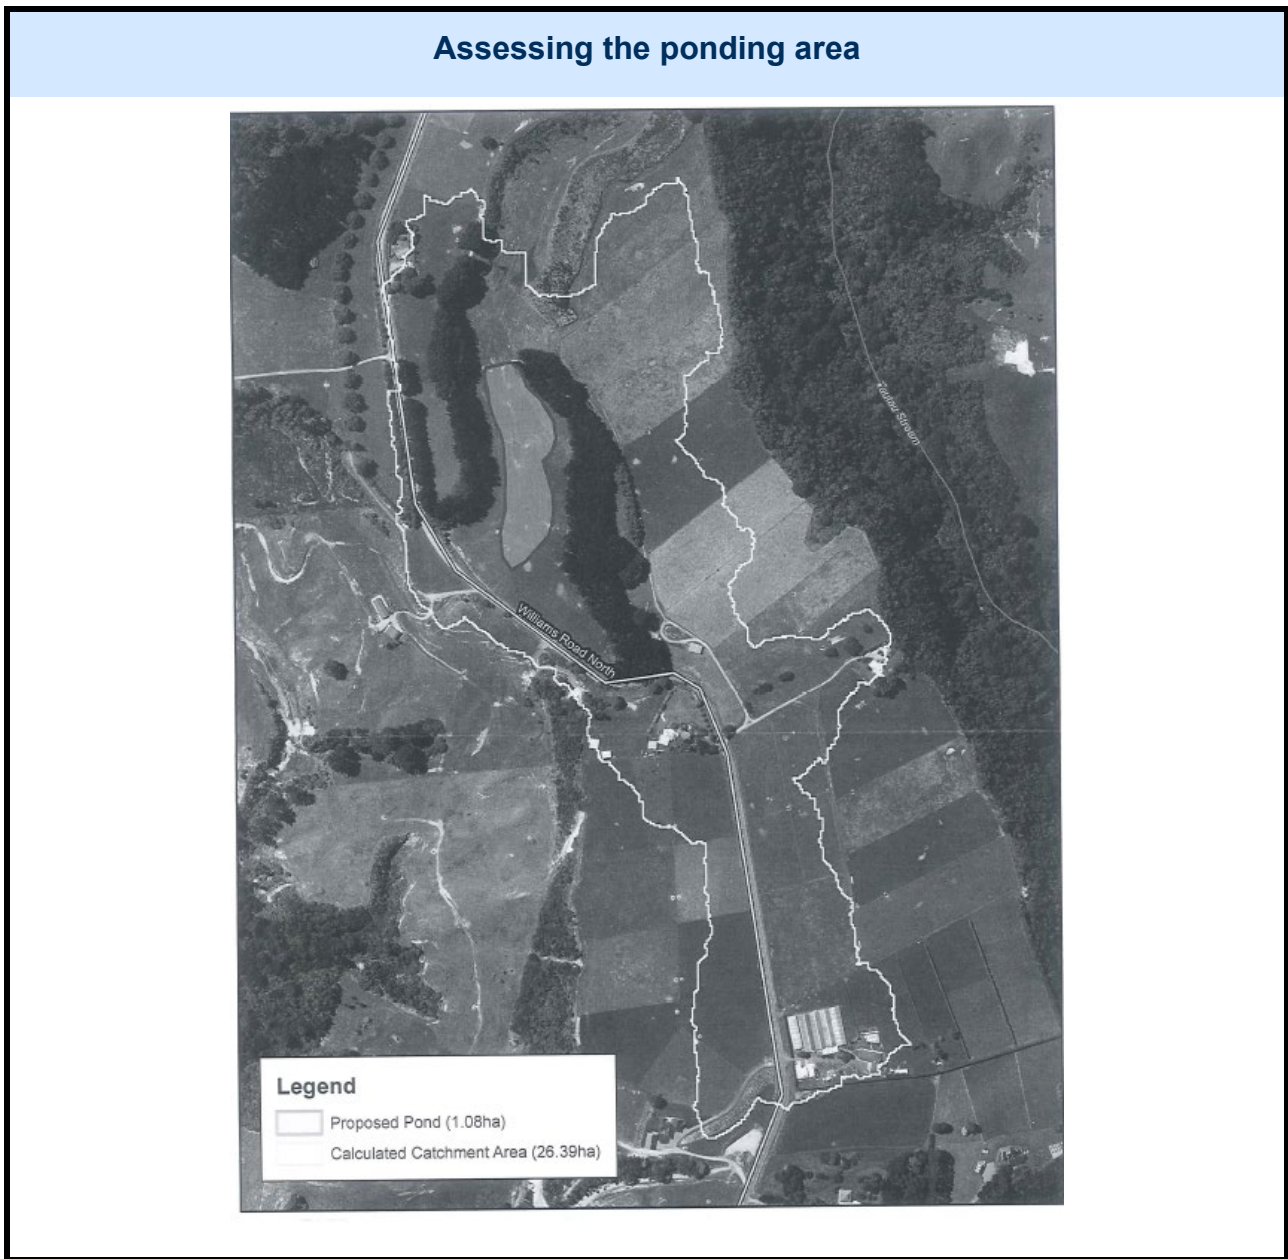 Assessing the ponding area
Williams Road North
Legend
Proposed Pond (1.08ha)
Calculated Catchment Area (26.39ha)